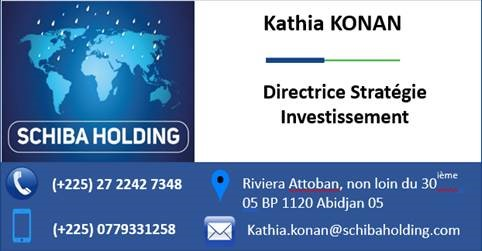 Kathia KONAN
Directrice Stratégie
Investissement
SCHIBA HOLDING
(+225) 27 2242 7348
Riviera Attoban, non loin du 30ième
05 BP 1120 Abidjan 05
(+225) 0779331258
Kathia.konan@schibaholding.com